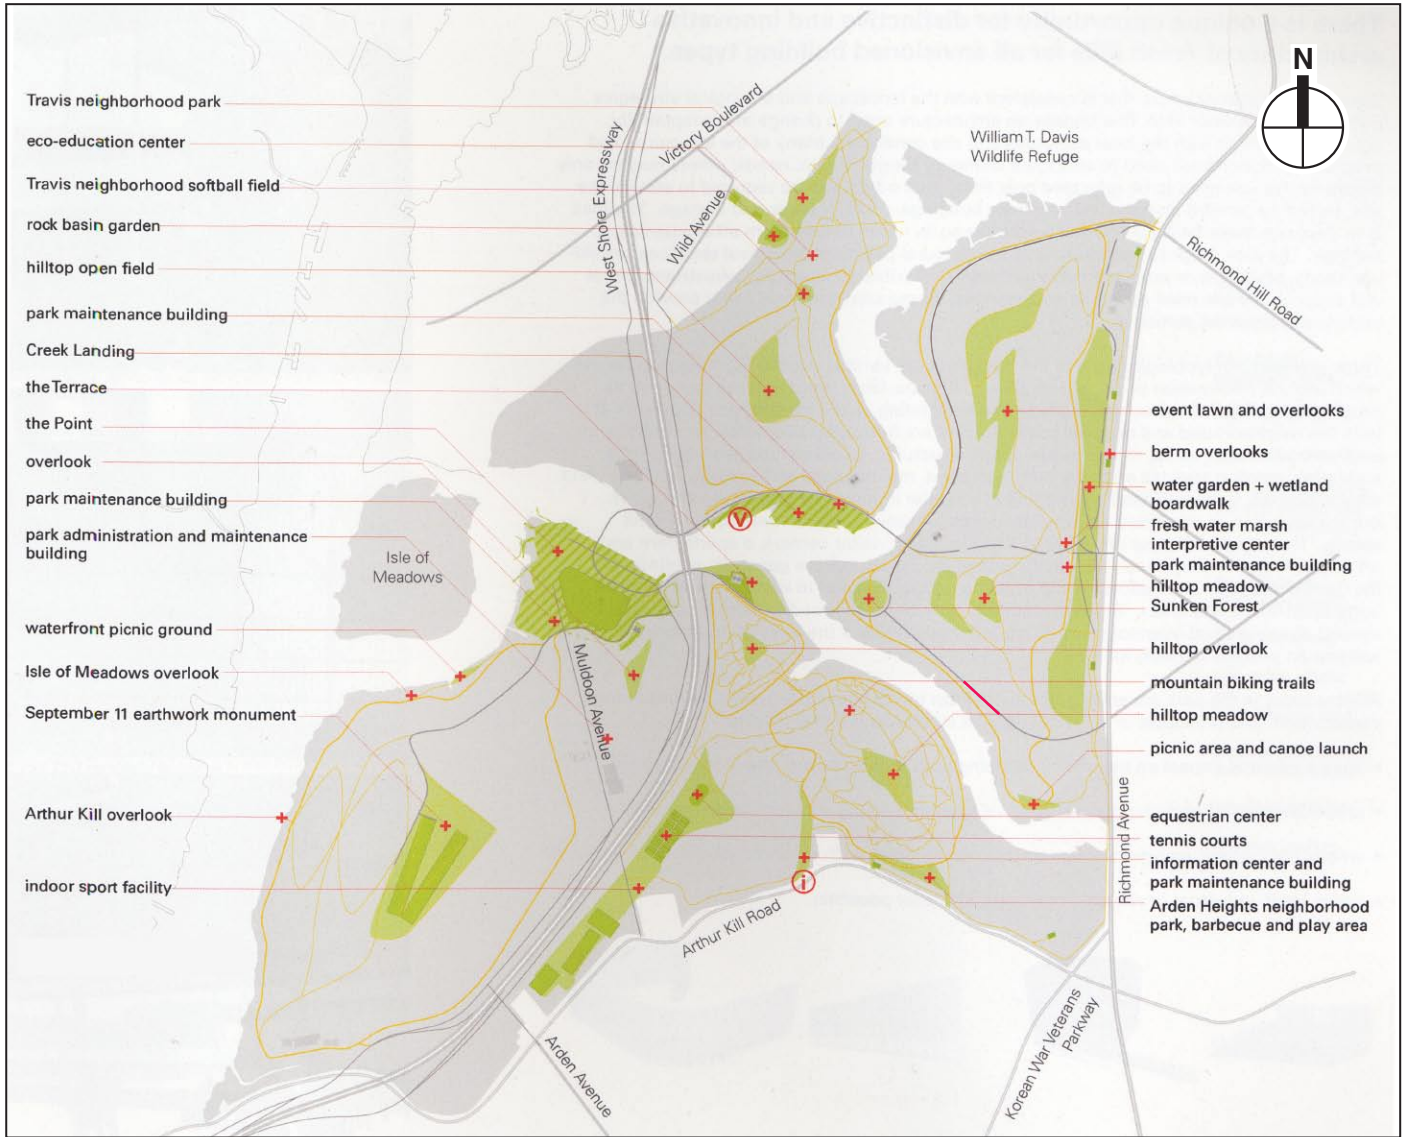 N
Travis neighborhood park
eco-education center
Travis neighborhood softball field
rock basin garden
hilltop open field
park maintenance building
Creek Landing
the Terrace
the Point
overlook
park maintenance building
park administration and maintenance
building
waterfront picnic ground
Isle of Meadows overlook
September 11 earthwork monument
Arthur Kill overlook
indoor sport facility
West Shore Expressway
Victory Boulevard
Wild Avenue
William T. Davis
Wildlife Refuge
Richmond Hill Road
Isle of
Meadows
Muldoon Avenue
V
i
Arthur Kill Road
Arden Avenue
Richmond Avenue
Korean War Veterans
Parkway
event lawn and overlooks
berm overlooks
water garden + wetland
boardwalk
fresh water marsh
interpretive center
park maintenance building
hilltop meadow
Sunken Forest
hilltop overlook
mountain biking trails
hilltop meadow
picnic area and canoe launch
equestrian center
tennis courts
information center and
park maintenance building
Arden Heights neighborhood
park, barbecue and play area